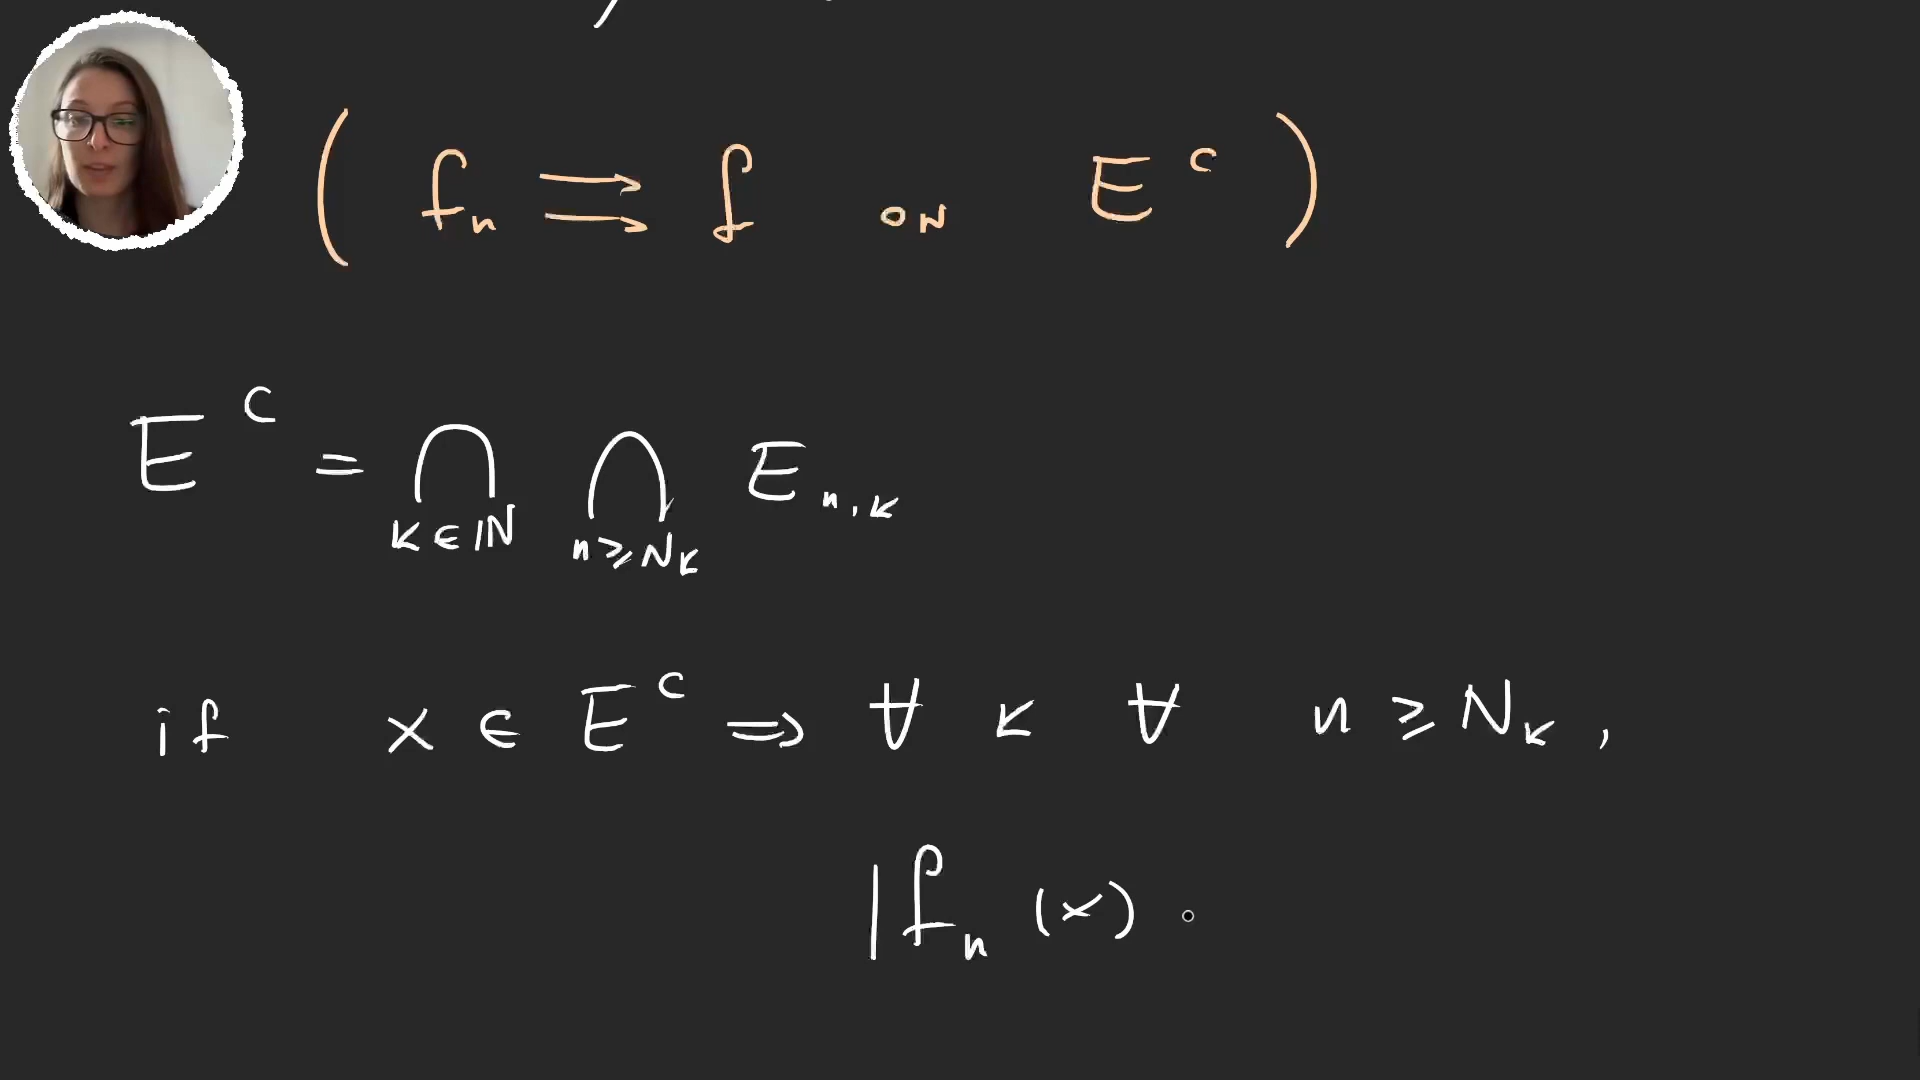 ( fₙ ⇉ f on Eᶜ )
Eᶜ = ⋂_{k∈ℕ} ⋂_{n⩾N_k} E_{n,k}
if x ∈ Eᶜ ⇒ ∀ k ∀ n ⩾ N_k ,
|fₙ (x)